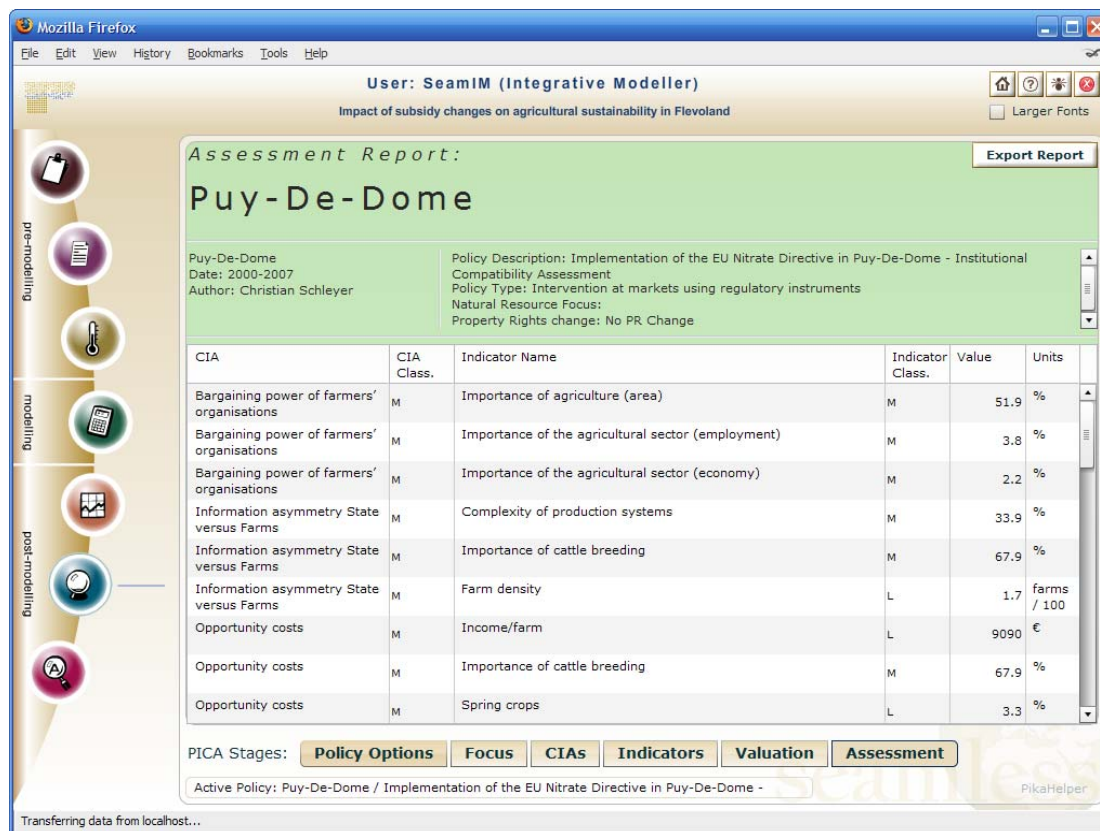 Mozilla Firefox
File Edit View History Bookmarks Tools Help
User: SeamIM (Integrative Modeller)
Impact of subsidy changes on agricultural sustainability in Flevoland
Larger Fonts
Assessment Report:
Export Report
Puy-De-Dome
pre-modelling
modelling
post-modelling
Puy-De-Dome
Date: 2000-2007
Author: Christian Schleyer
Policy Description: Implementation of the EU Nitrate Directive in Puy-De-Dome - Institutional
Compatibility Assessment
Policy Type: Intervention at markets using regulatory instruments
Natural Resource Focus:
Property Rights change: No PR Change
CIA CIA Class. Indicator Name Indicator Class. Value Units
Bargaining power of farmers' organisations M Importance of agriculture (area) M 51.9 %
Bargaining power of farmers' organisations M Importance of the agricultural sector (employment) M 3.8 %
Bargaining power of farmers' organisations M Importance of the agricultural sector (economy) M 2.2 %
Information asymmetry State versus Farms M Complexity of production systems M 33.9 %
Information asymmetry State versus Farms M Importance of cattle breeding M 67.9 %
Information asymmetry State versus Farms M Farm density L 1.7 farms / 100
Opportunity costs M Income/farm L 9090 €
Opportunity costs M Importance of cattle breeding M 67.9 %
Opportunity costs M Spring crops L 3.3 %
PICA Stages: Policy Options Focus CIAs Indicators Valuation Assessment
seamless
Active Policy: Puy-De-Dome / Implementation of the EU Nitrate Directive in Puy-De-Dome -
PikaHelper
Transferring data from localhost...